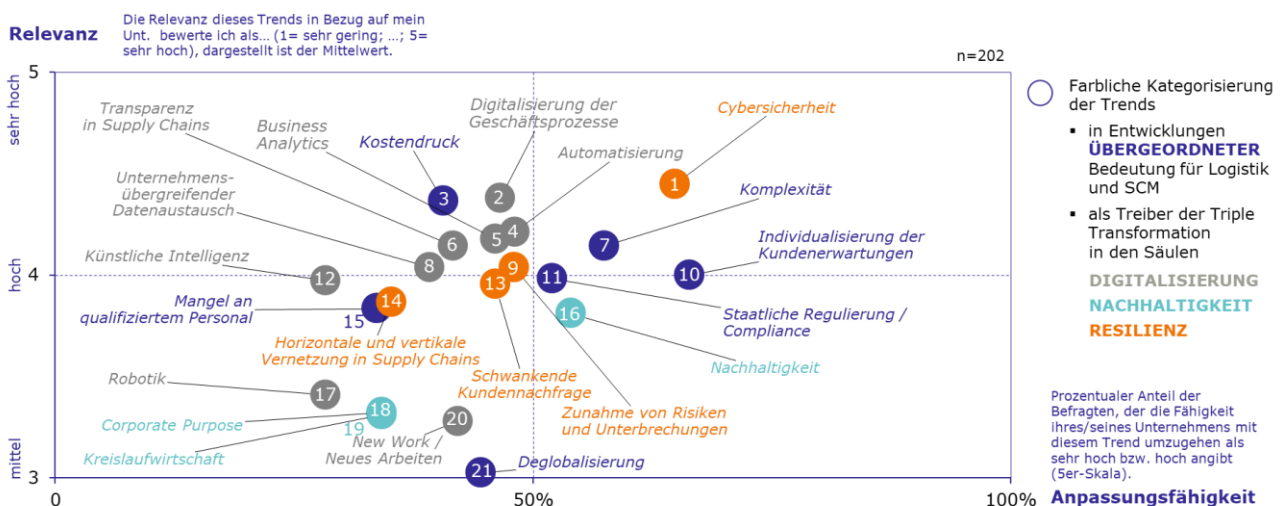 Relevanz
Die Relevanz dieses Trends in Bezug auf mein
Unt. bewerte ich als... (1= sehr gering; ...; 5=
sehr hoch), dargestellt ist der Mittelwert.
n=202
5
sehr hoch
4
hoch
3
mittel
0
50%
100%
Transparenz
in Supply Chains
Business
Analytics
Kostendruck
Digitalisierung der
Geschäftsprozesse
Automatisierung
Cybersicherheit
Unternehmens-
übergreifender
Datenaustausch
Komplexität
Künstliche Intelligenz
Individualisierung der
Kundenerwartungen
Mangel an
qualifiziertem Personal
Horizontale und vertikale
Vernetzung in Supply Chains
Staatliche Regulierung /
Compliance
Nachhaltigkeit
Schwankende
Kundennachfrage
Zunahme von Risiken
und Unterbrechungen
Robotik
Corporate Purpose
Kreislaufwirtschaft
New Work /
Neues Arbeiten
Deglobalisierung
1
2
3
4
5
6
7
8
9
10
11
12
13
14
15
16
17
18
19
20
21
Farbliche Kategorisierung
der Trends
▪ in Entwicklungen
ÜBERGEORDNETER
Bedeutung für Logistik
und SCM
▪ als Treiber der Triple
Transformation
in den Säulen
DIGITALISIERUNG
NACHHALTIGKEIT
RESILIENZ
Prozentualer Anteil der
Befragten, der die Fähigkeit
ihres/seines Unternehmens mit
diesem Trend umzugehen als
sehr hoch bzw. hoch angibt
(5er-Skala).
Anpassungsfähigkeit